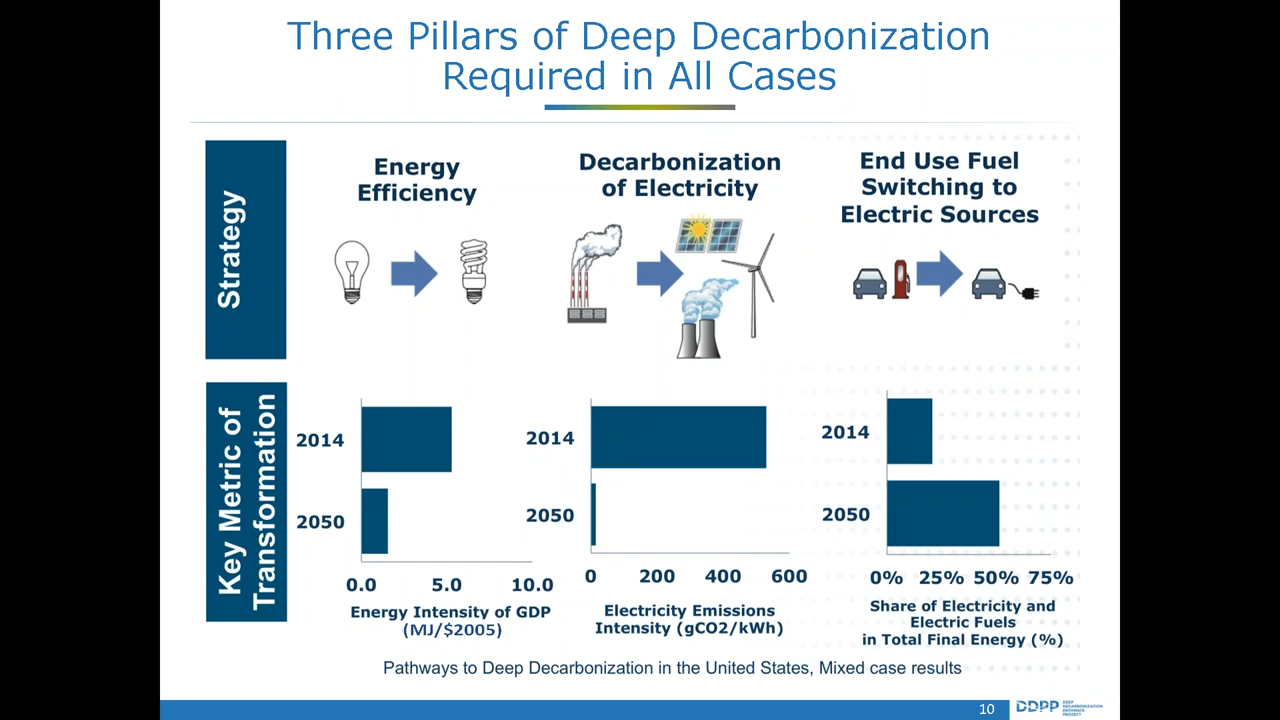 Three Pillars of Deep Decarbonization
Required in All Cases
Strategy
Energy
Efficiency
Decarbonization
of Electricity
End Use Fuel
Switching to
Electric Sources
Key Metric of
Transformation
2014
2050
0.0 5.0 10.0
Energy Intensity of GDP
(MJ/$2005)
2014
2050
0 200 400 600
Electricity Emissions
Intensity (gCO2/kWh)
2014
2050
0% 25% 50% 75%
Share of Electricity and
Electric Fuels
in Total Final Energy (%)
Pathways to Deep Decarbonization in the United States, Mixed case results
10
DDPP
DEEP
DECARBONIZATION
PATHWAYS
PROJECT